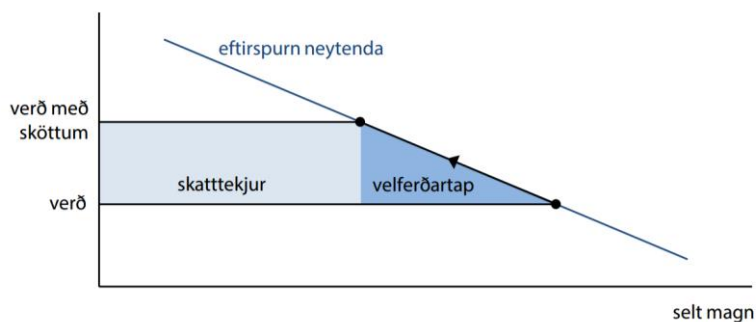 eftirspurn neytenda
verð með
sköttum
skatttekjur
velferðartap
verð
selt magn